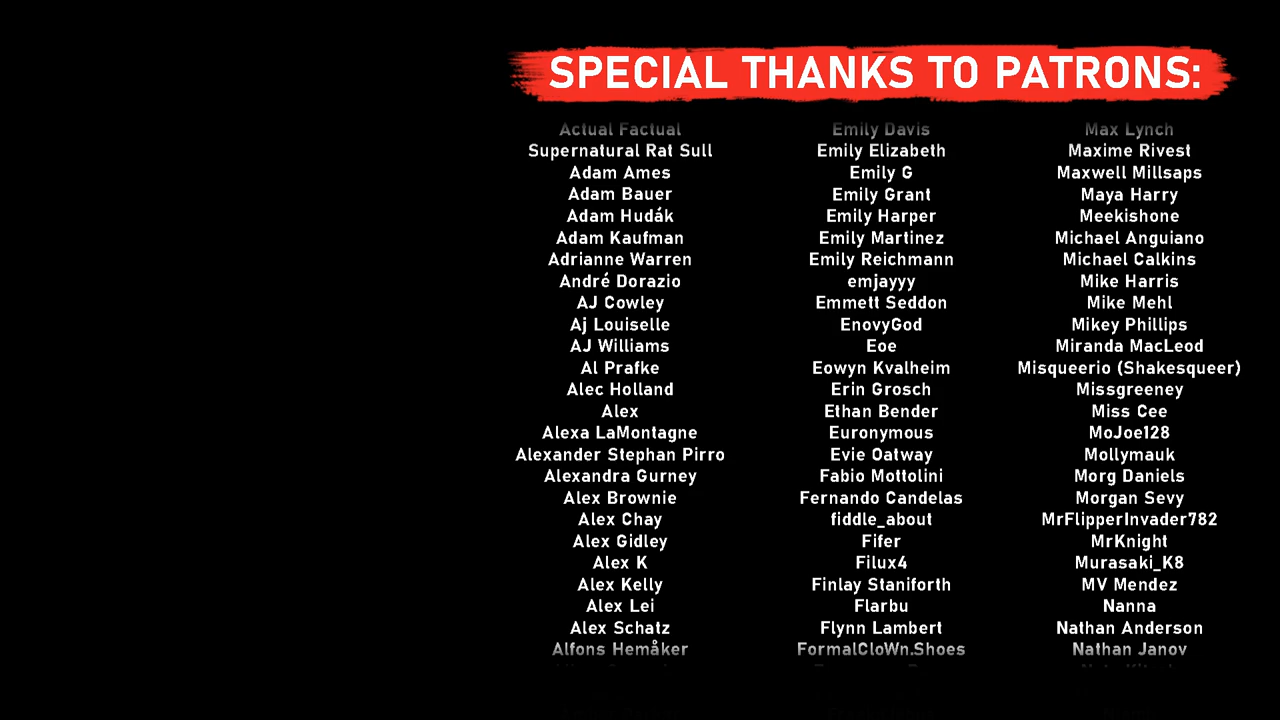 SPECIAL THANKS TO PATRONS:
Actual Factual
Supernatural Rat Sull
Adam Ames
Adam Bauer
Adam Hudák
Adam Kaufman
Adrianne Warren
André Dorazio
AJ Cowley
Aj Louiselle
AJ Williams
Al Prafke
Alec Holland
Alex
Alexa LaMontagne
Alexander Stephan Pirro
Alexandra Gurney
Alex Brownie
Alex Chay
Alex Gidley
Alex K
Alex Kelly
Alex Lei
Alex Schatz
Alfons Hemåker
Emily Davis
Emily Elizabeth
Emily G
Emily Grant
Emily Harper
Emily Martinez
Emily Reichmann
emjayyy
Emmett Seddon
EnovyGod
Eoe
Eowyn Kvalheim
Erin Grosch
Ethan Bender
Euronymous
Evie Oatway
Fabio Mottolini
Fernando Candelas
fiddle_about
Fifer
Filux4
Finlay Staniforth
Flarbu
Flynn Lambert
FormalCloWn.Shoes
Max Lynch
Maxime Rivest
Maxwell Millsaps
Maya Harry
Meekishone
Michael Anguiano
Michael Calkins
Mike Harris
Mike Mehl
Mikey Phillips
Miranda MacLeod
Misqueerio (Shakesqueer)
Missgreeney
Miss Cee
MoJoe128
Mollymauk
Morg Daniels
Morgan Sevy
MrFlipperInvader782
MrKnight
Murasaki_K8
MV Mendez
Nanna
Nathan Anderson
Nathan Janov